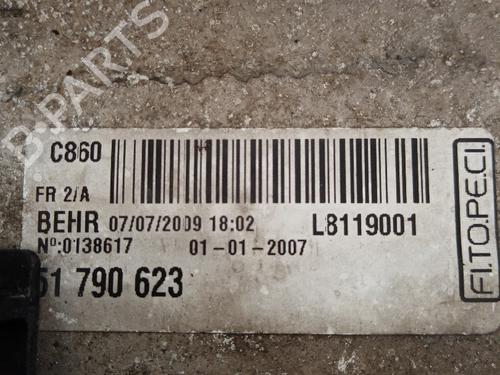 B-PARTS
C860
FR 2/A
BEHR 07/07/2009 18:02 L8119001
Nº:0138617 01-01-2007
51 790 623
F.I.TO.PE.C.I.